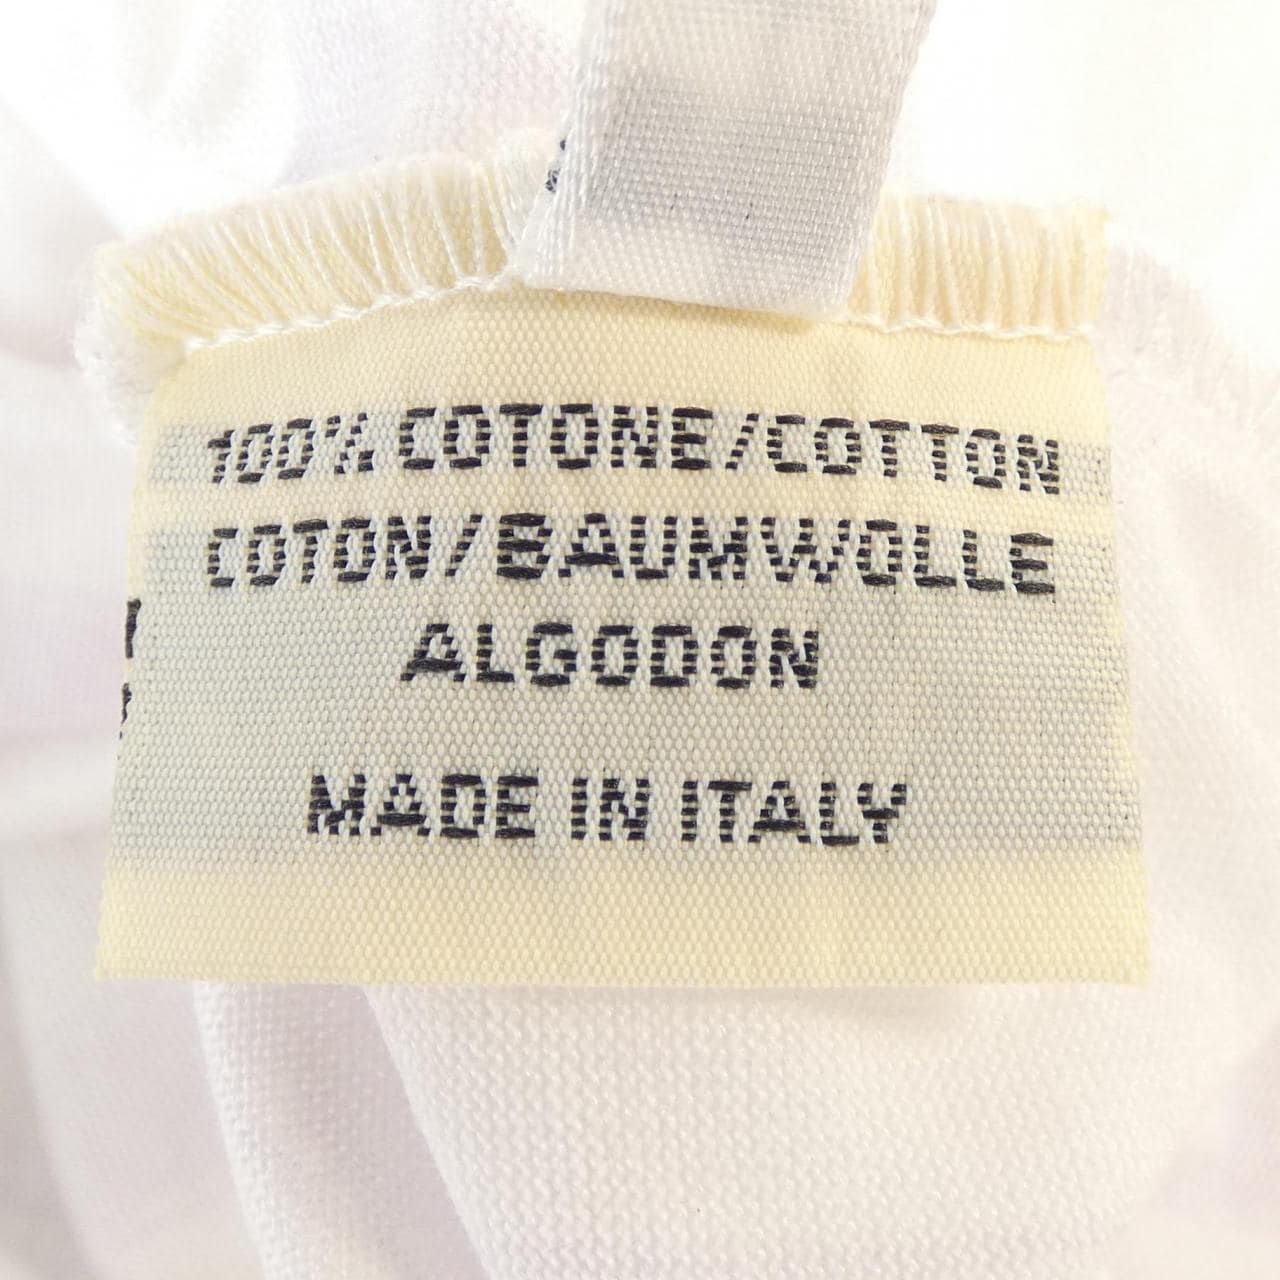 100% COTONE/COTTON
COTON/BAUMWOLLE
ALGODON
MADE IN ITALY